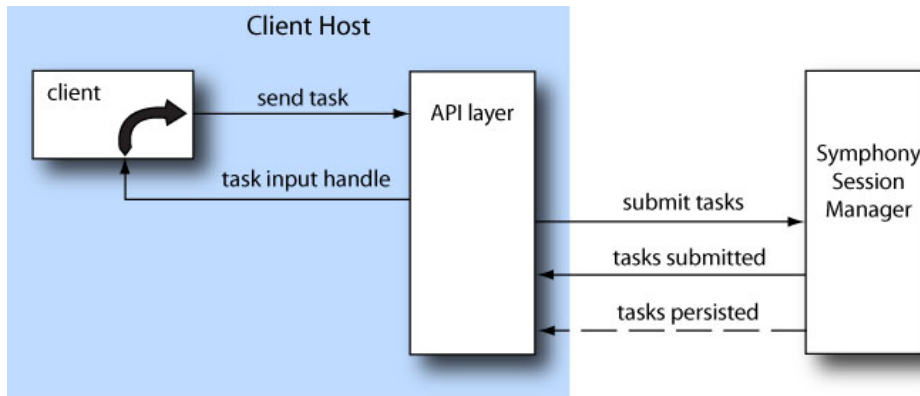 Client Host
client
send task
API layer
task input handle
Symphony
Session
Manager
submit tasks
tasks submitted
tasks persisted